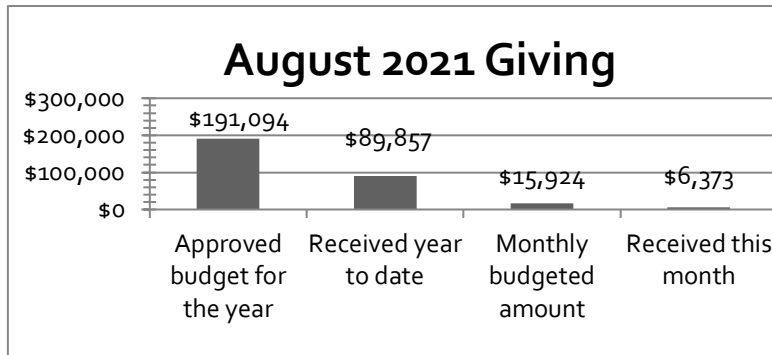 August 2021 Giving
$300,000
$200,000
$100,000
$0
$191,094
$89,857
$15,924
$6,373
Approved
budget for
the year
Received year
to date
Monthly
budgeted
amount
Received this
month